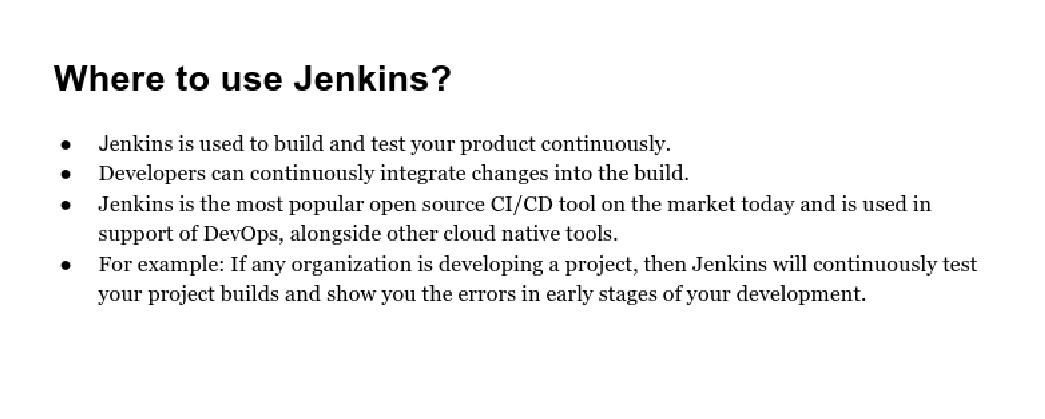 Where to use Jenkins?
● Jenkins is used to build and test your product continuously.
● Developers can continuously integrate changes into the build.
● Jenkins is the most popular open source CI/CD tool on the market today and is used in
support of DevOps, alongside other cloud native tools.
● For example: If any organization is developing a project, then Jenkins will continuously test
your project builds and show you the errors in early stages of your development.